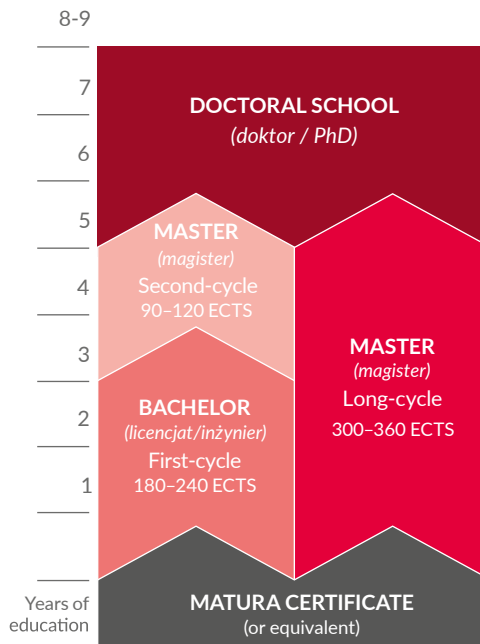 8-9
7
6
5
4
3
2
1
Years of
education
DOCTORAL SCHOOL
(doktor / PhD)
MASTER
(magister)
Second-cycle
90–120 ECTS
BACHELOR
(licencjat/inżynier)
First-cycle
180–240 ECTS
MASTER
(magister)
Long-cycle
300–360 ECTS
MATURA CERTIFICATE
(or equivalent)